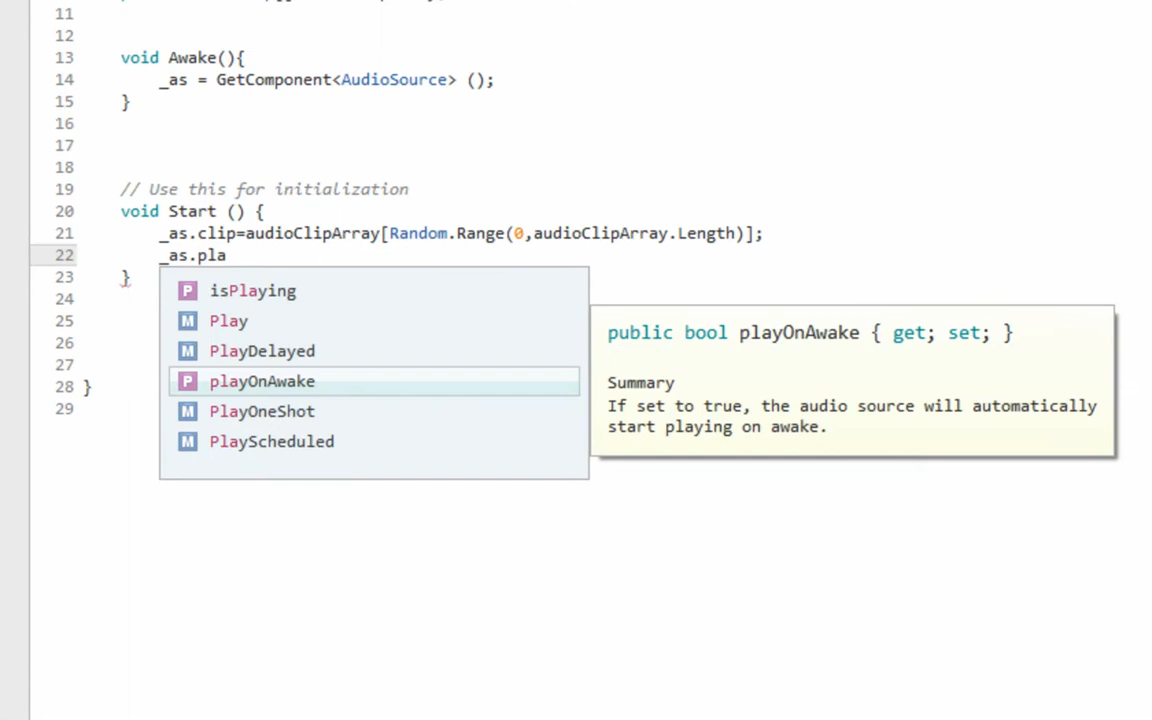 11
12
13 void Awake(){
14 _as = GetComponent<AudioSource> ();
15 }
16
17
18
19 // Use this for initialization
20 void Start () {
21 _as.clip=audioClipArray[Random.Range(0,audioClipArray.Length)];
22 _as.pla
23 }
24
25
26
27
28 }
29
P isPlaying
M Play
M PlayDelayed
P playOnAwake
M PlayOneShot
M PlayScheduled
public bool playOnAwake { get; set; }
Summary
If set to true, the audio source will automatically
start playing on awake.